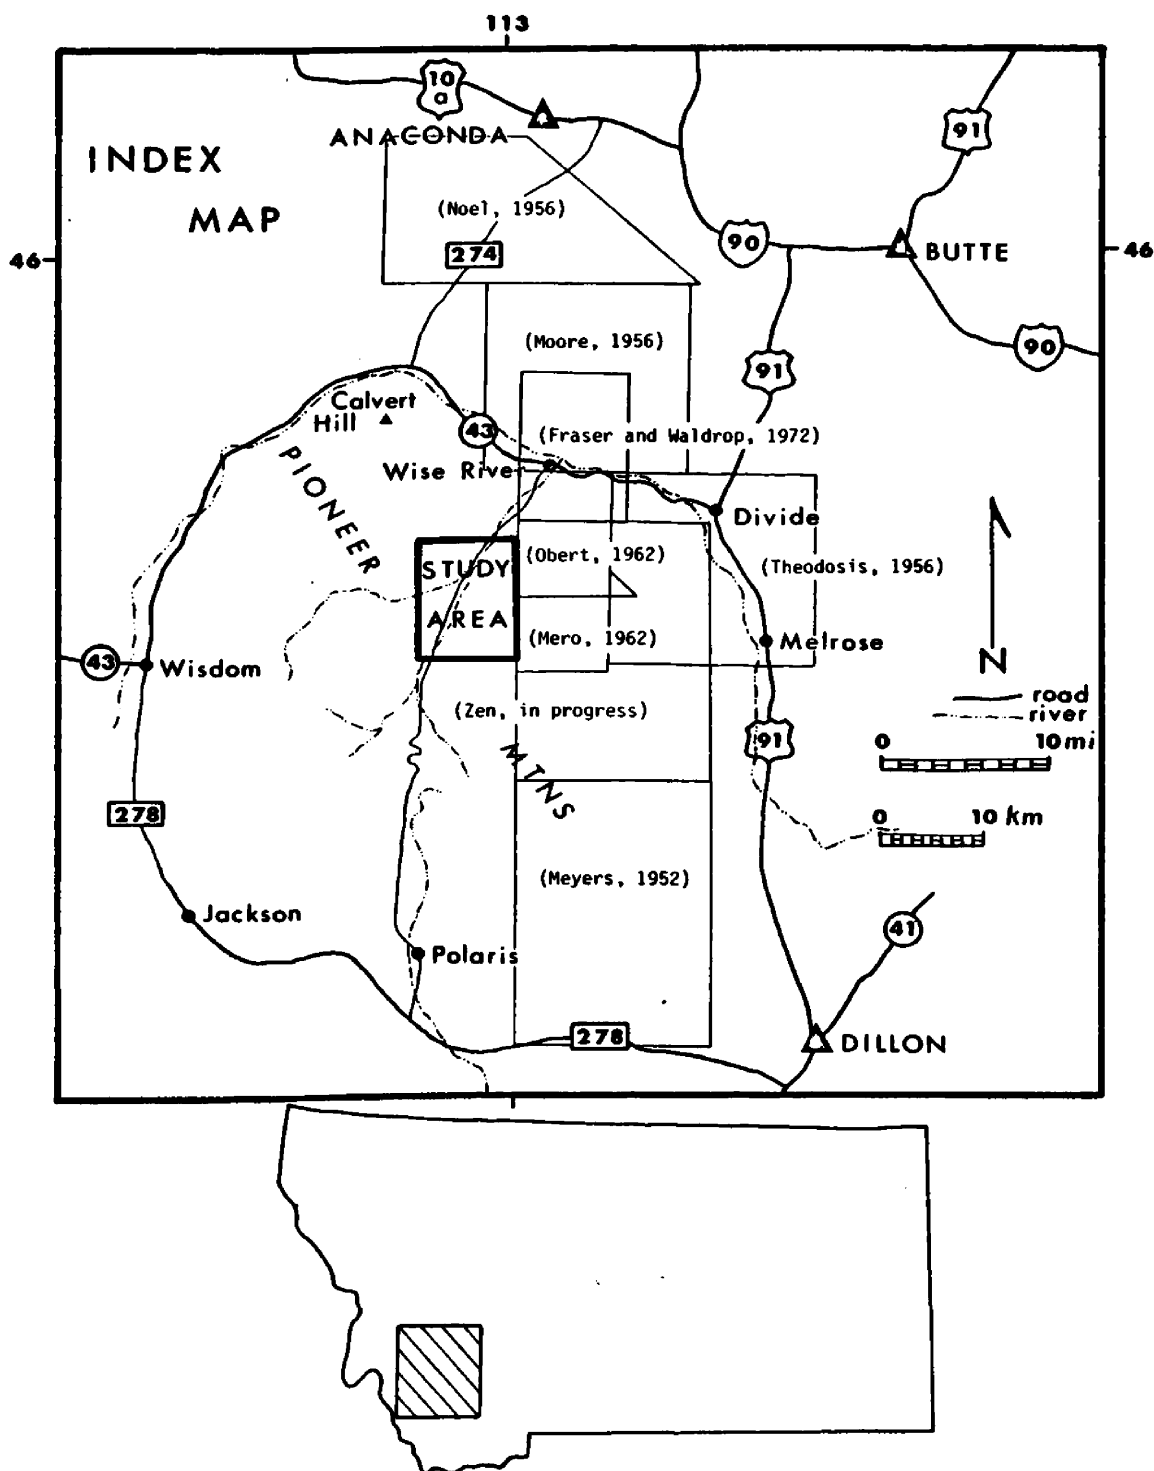 113
10
a
ANACONDA
91
INDEX
MAP
(Noel, 1956)
46
274
90
BUTTE
46
(Moore, 1956)
90
91
Calvert
Hill
43
(Fraser and Waldrop, 1972)
PIONEER
Wise River
Divide
STUDY
(Obert, 1962)
(Theodosis, 1956)
AREA
(Mero, 1962)
Melrose
43
Wisdom
N
road
river
(Zen, in progress)
91
0 10mi
MTNS
278
0 10 km
(Meyers, 1952)
Jackson
41
Polaris
278
DILLON